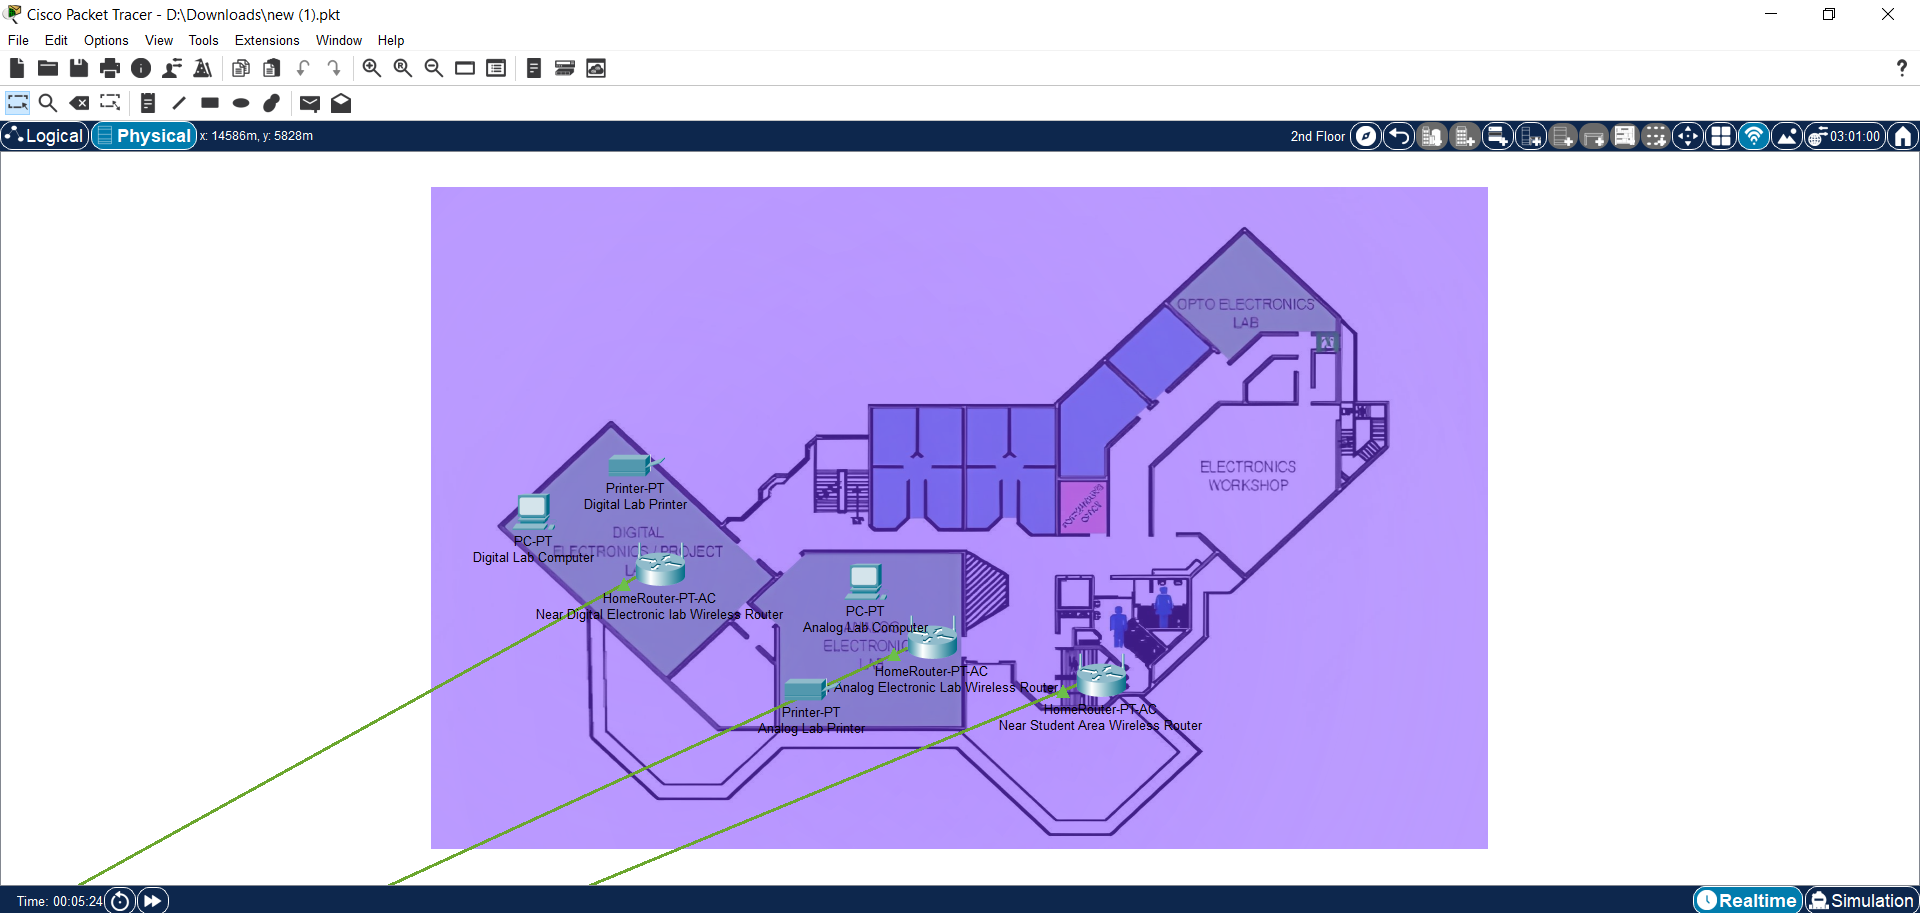 Cisco Packet Tracer - D:\Downloads\new (1).pkt
File Edit Options View Tools Extensions Window Help
?
Logical Physical x: 14586m, y: 5828m 2nd Floor 03:01:00
OPTO ELECTRONICS
LAB
ELECTRONICS
WORKSHOP
Printer-PT
Digital Lab Printer
DIGITAL
ELECTRONICS / PROJECT
PC-PT
Digital Lab Computer
HomeRouter-PT-AC
Near Digital Electronic lab Wireless Router
PC-PT
Analog Lab Computer
HomeRouter-PT-AC
Analog Electronic Lab Wireless Router
Printer-PT
Analog Lab Printer
HomeRouter-PT-AC
Near Student Area Wireless Router
Time: 00:05:24 Realtime Simulation